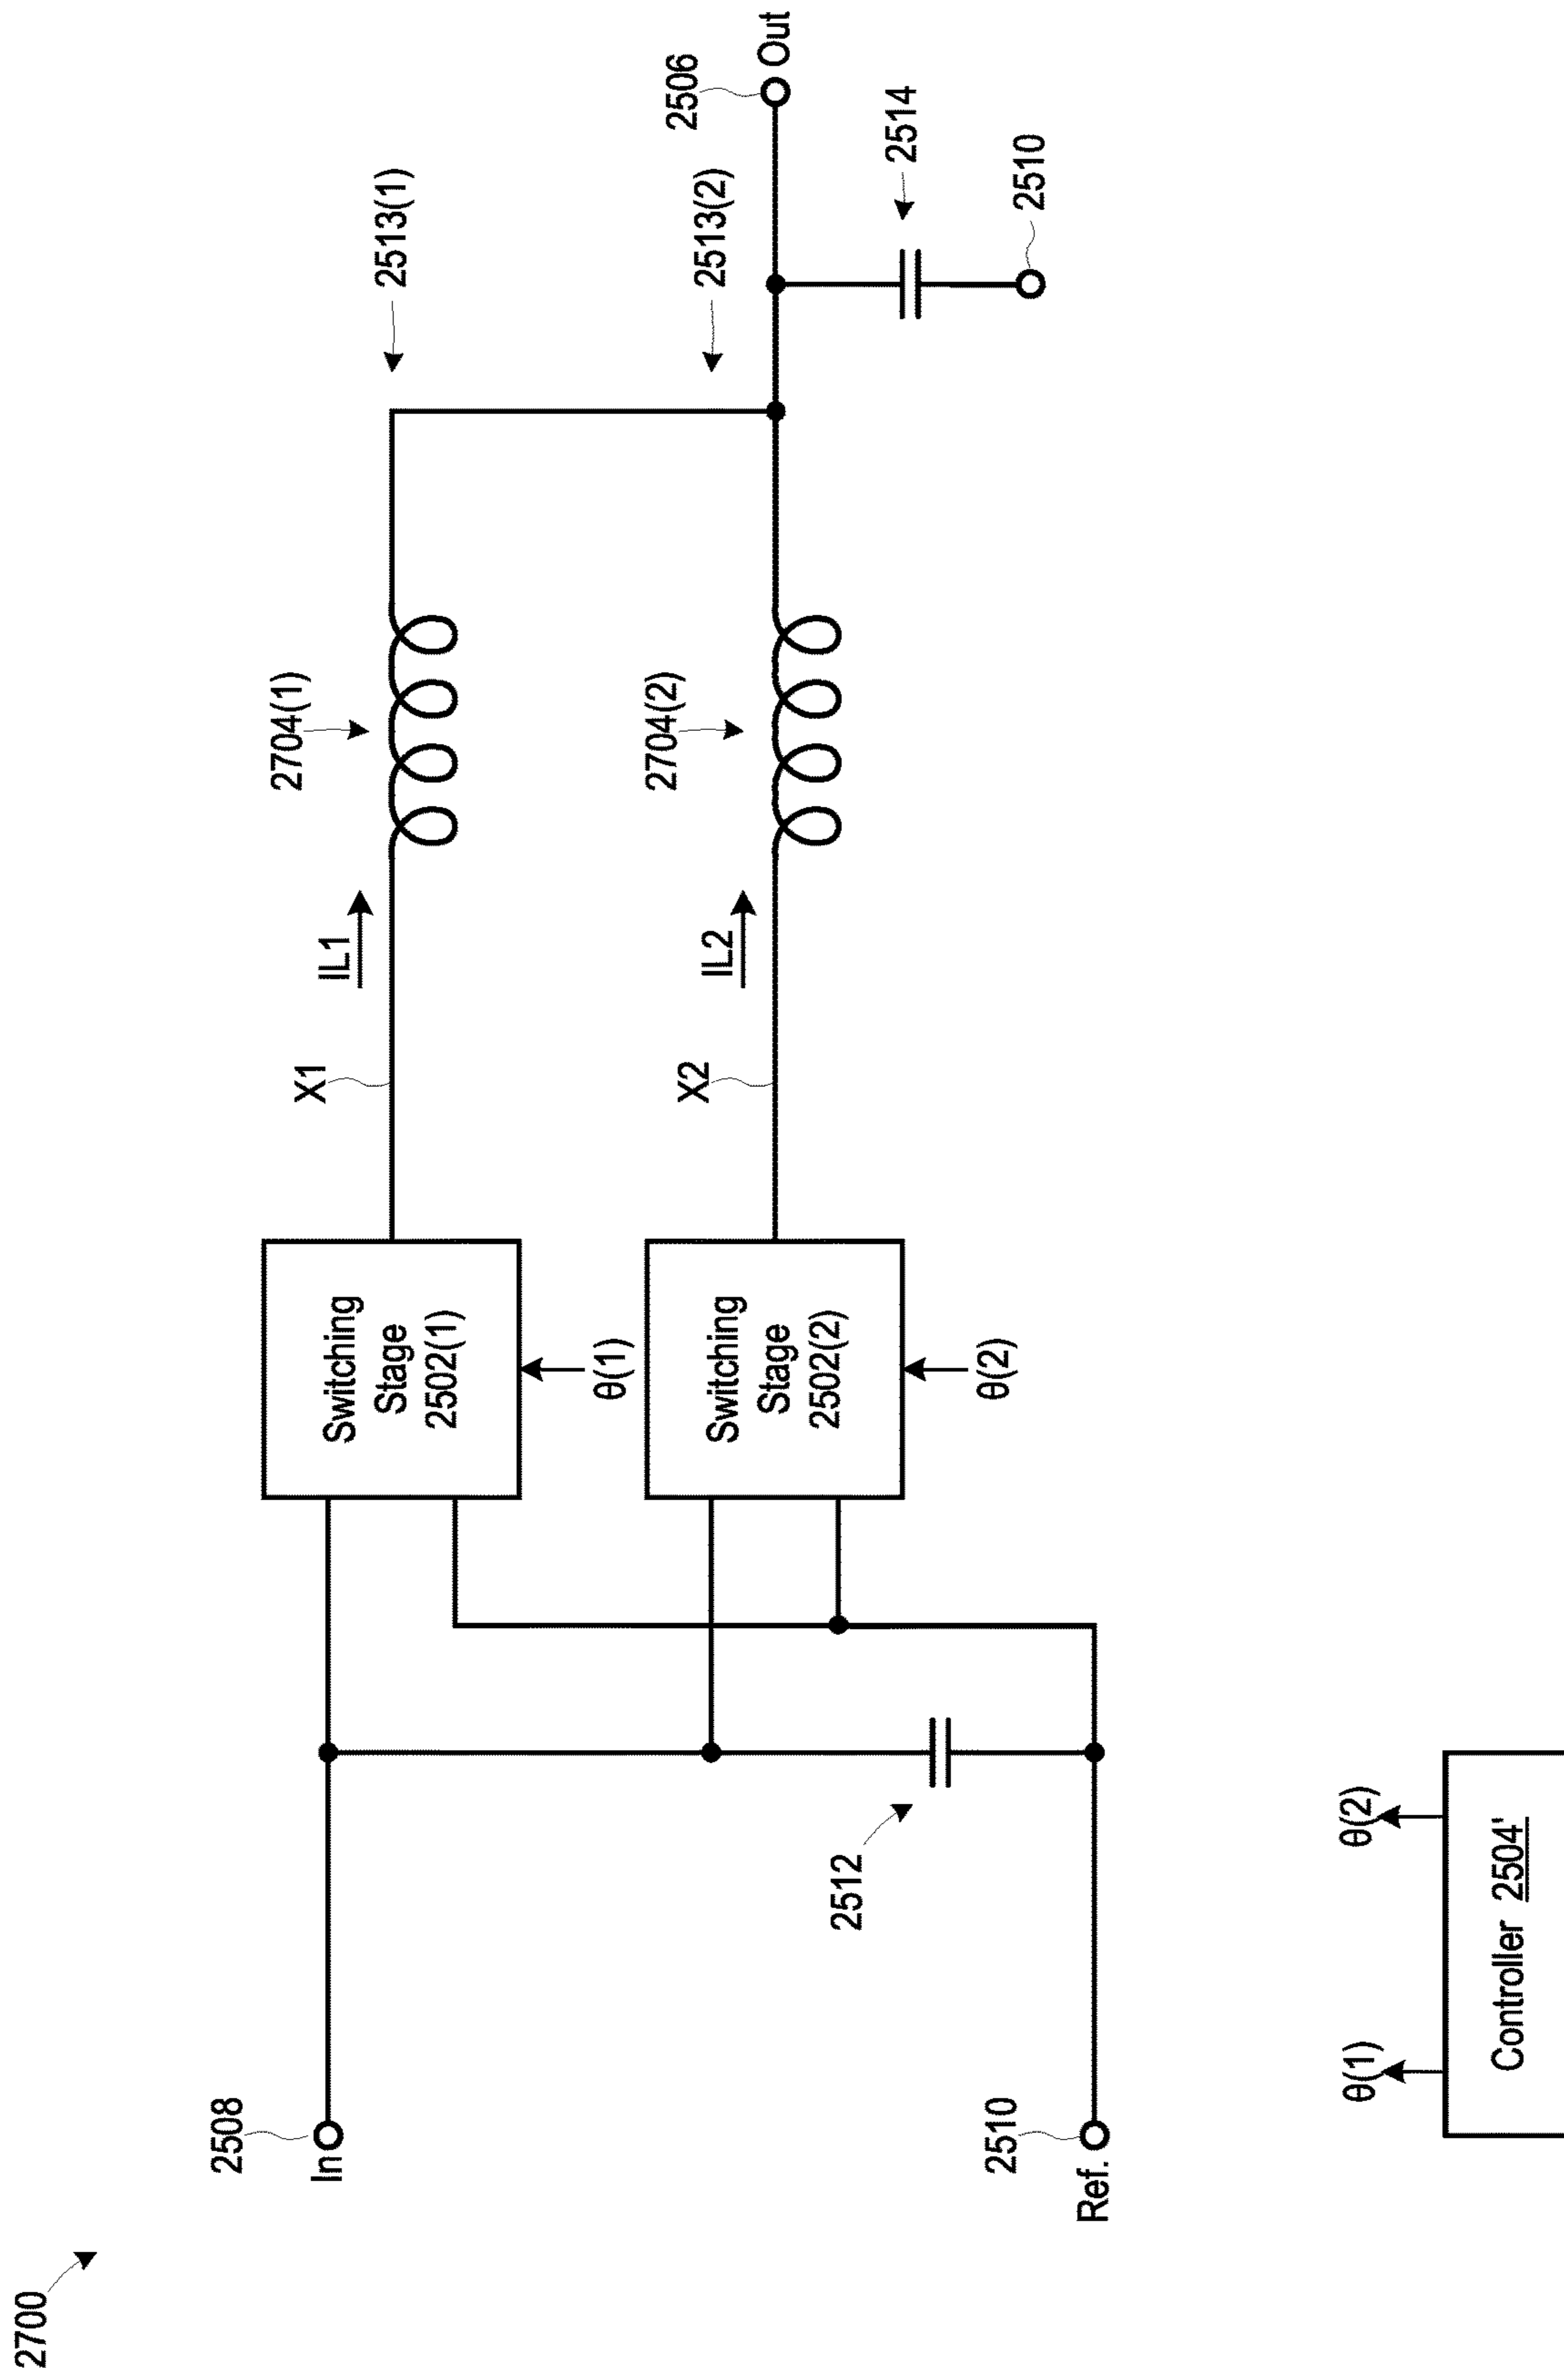 2700
2508
In
2510
Ref.
2512
Switching
Stage
2502(1)
θ(1)
Switching
Stage
2502(2)
θ(2)
X1
IL1
2704(1)
X2
IL2
2704(2)
2513(1)
2513(2)
2506
Out
2514
2510
θ(1)
θ(2)
Controller 2504'